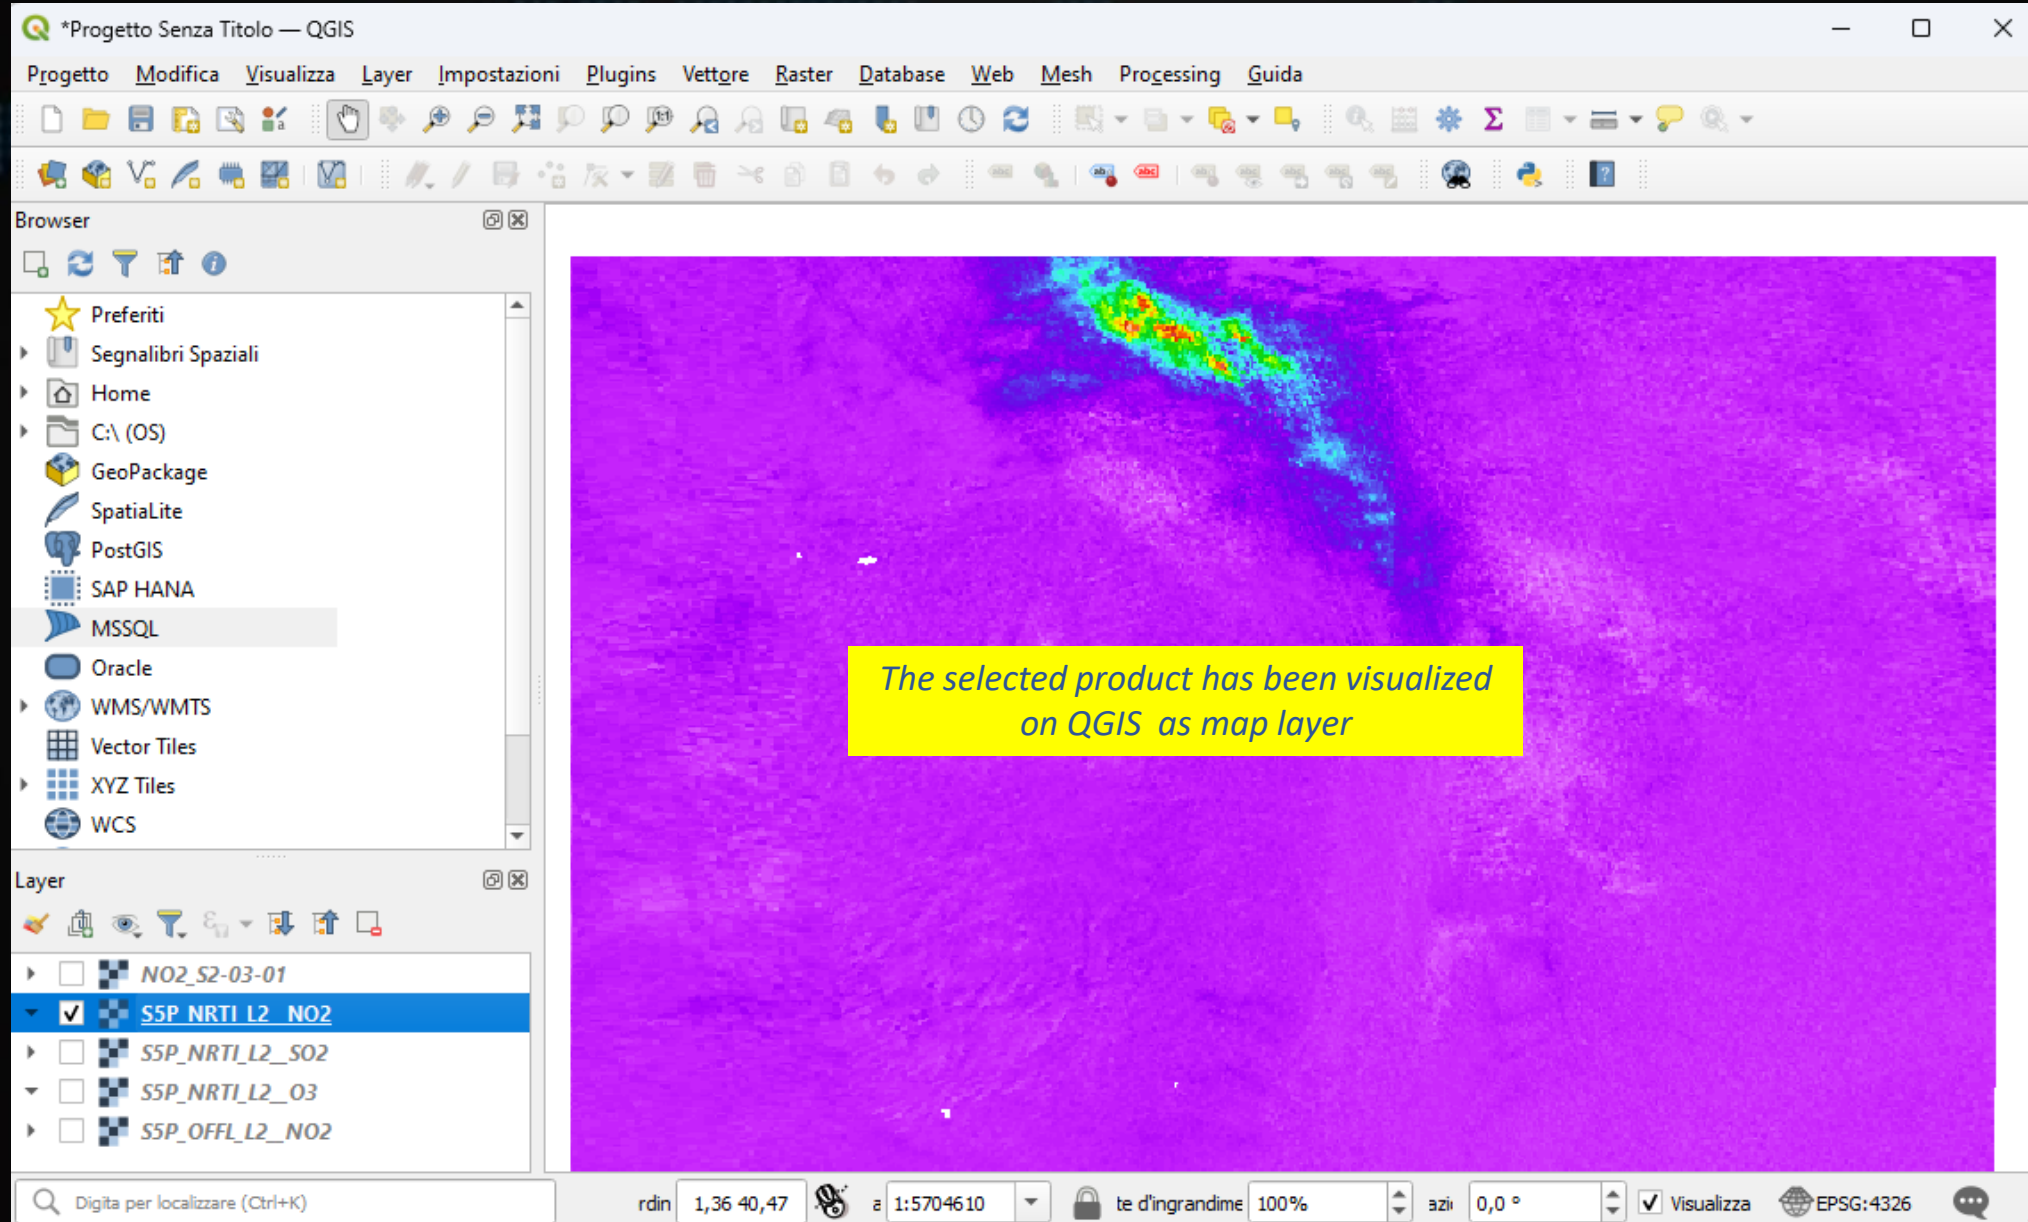 *Progetto Senza Titolo — QGIS
Progetto Modifica Visualizza Layer Impostazioni Plugins Vettore Raster Database Web Mesh Processing Guida
Browser
Preferiti
Segnalibri Spaziali
Home
C:\ (OS)
GeoPackage
SpatiaLite
PostGIS
SAP HANA
MSSQL
Oracle
WMS/WMTS
Vector Tiles
XYZ Tiles
WCS
The selected product has been visualized
on QGIS as map layer
Layer
NO2_S2-03-01
S5P_NRTI_L2__NO2
S5P_NRTI_L2__SO2
S5P_NRTI_L2__O3
S5P_OFFL_L2__NO2
Digita per localizzare (Ctrl+K) rdin 1,36 40,47 a 1:5704610 te d'ingrandime 100% azi 0,0 ° Visualizza EPSG:4326